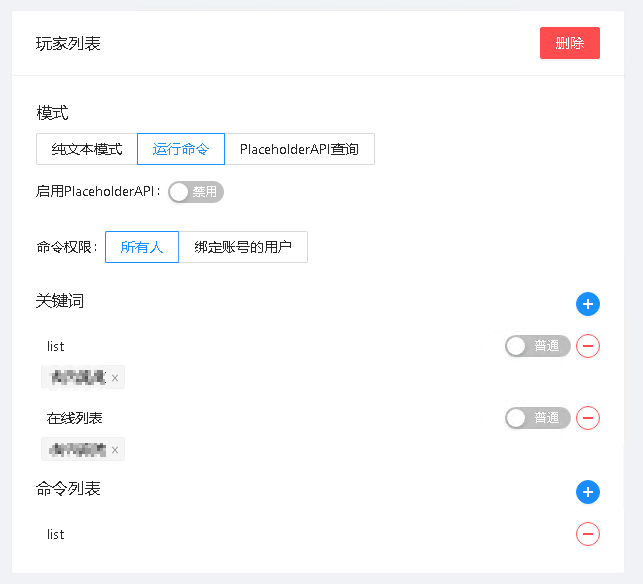 玩家列表 删除
模式
纯文本模式 运行命令 PlaceholderAPI查询
启用PlaceholderAPI: 禁用
命令权限: 所有人 绑定账号的用户
关键词
list 普通
×
在线列表 普通
×
命令列表
list